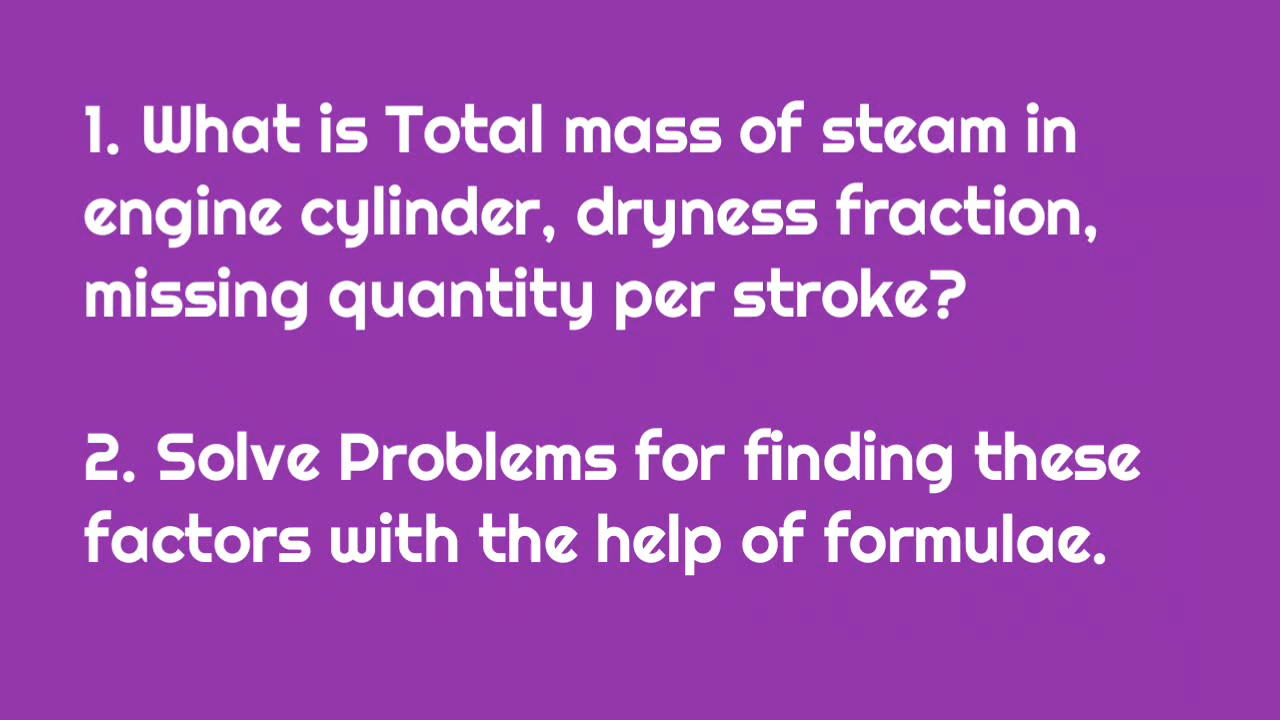 1. What is Total mass of steam in
engine cylinder, dryness fraction,
missing quantity per stroke?
2. Solve Problems for finding these
factors with the help of formulae.